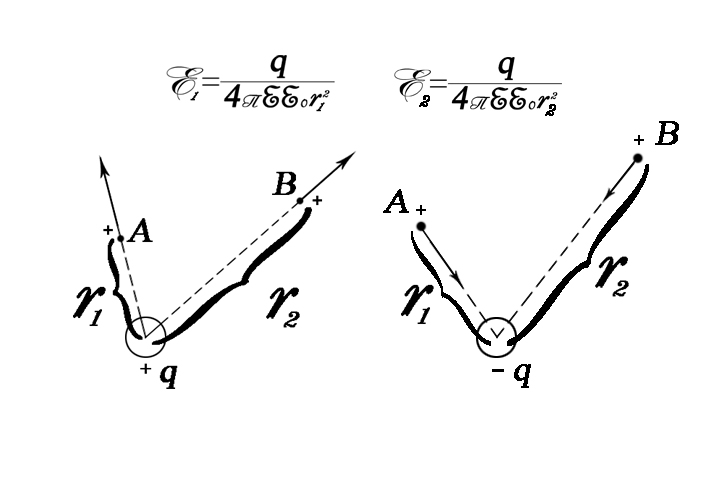 ℰ₁ = q / 4πεε₀r₁²
ℰ₂ = q / 4πεε₀r₂²
+ B
A +
B +
+ A
r₁ r₂
r₁ r₂
+ q
− q